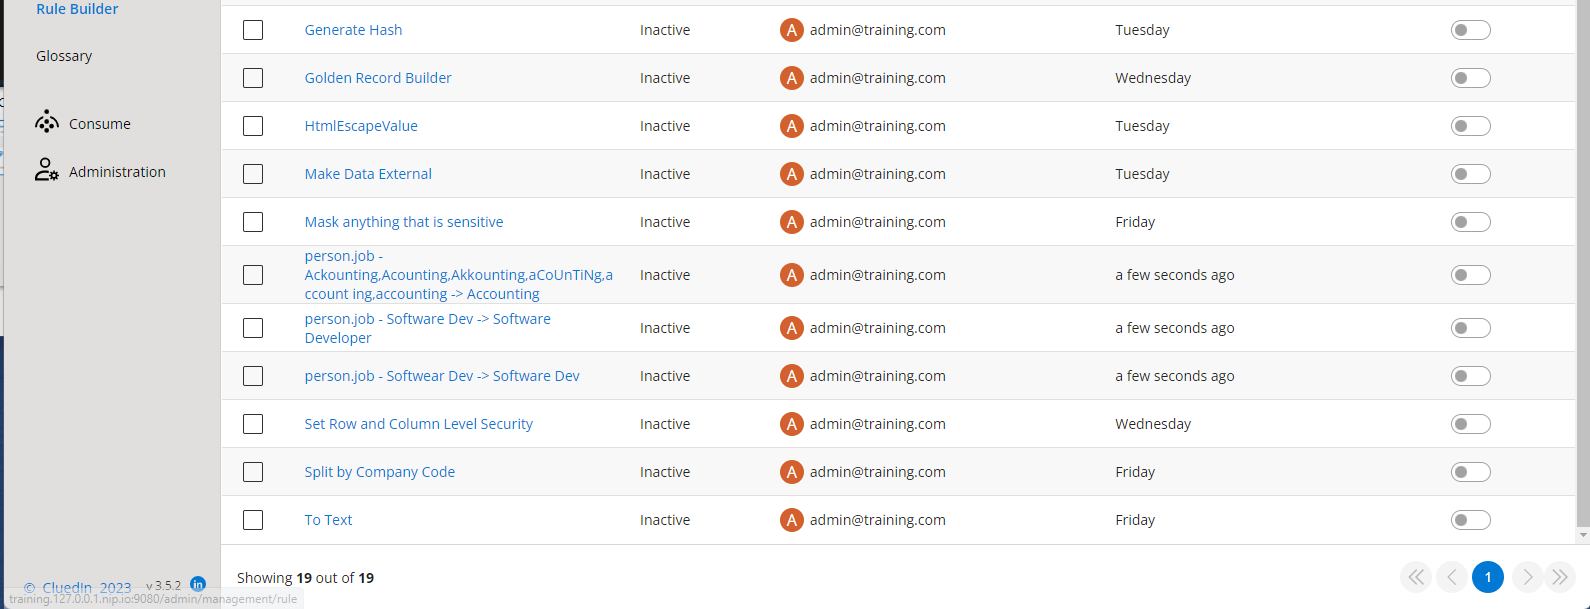 Rule Builder
Glossary
Consume
Administration
Generate Hash Inactive A admin@training.com Tuesday
Golden Record Builder Inactive A admin@training.com Wednesday
HtmlEscapeValue Inactive A admin@training.com Tuesday
Make Data External Inactive A admin@training.com Tuesday
Mask anything that is sensitive Inactive A admin@training.com Friday
person.job -
Ackounting,Acounting,Akkounting,aCoUnTiNg,a Inactive A admin@training.com a few seconds ago
ccount ing,accounting -> Accounting
person.job - Software Dev -> Software
Developer Inactive A admin@training.com a few seconds ago
person.job - Softwear Dev -> Software Dev Inactive A admin@training.com a few seconds ago
Set Row and Column Level Security Inactive A admin@training.com Wednesday
Split by Company Code Inactive A admin@training.com Friday
To Text Inactive A admin@training.com Friday
Showing 19 out of 19
1
© CluedIn 2023 v 3.5.2 in
training.127.0.0.1.nip.io:9080/admin/management/rule